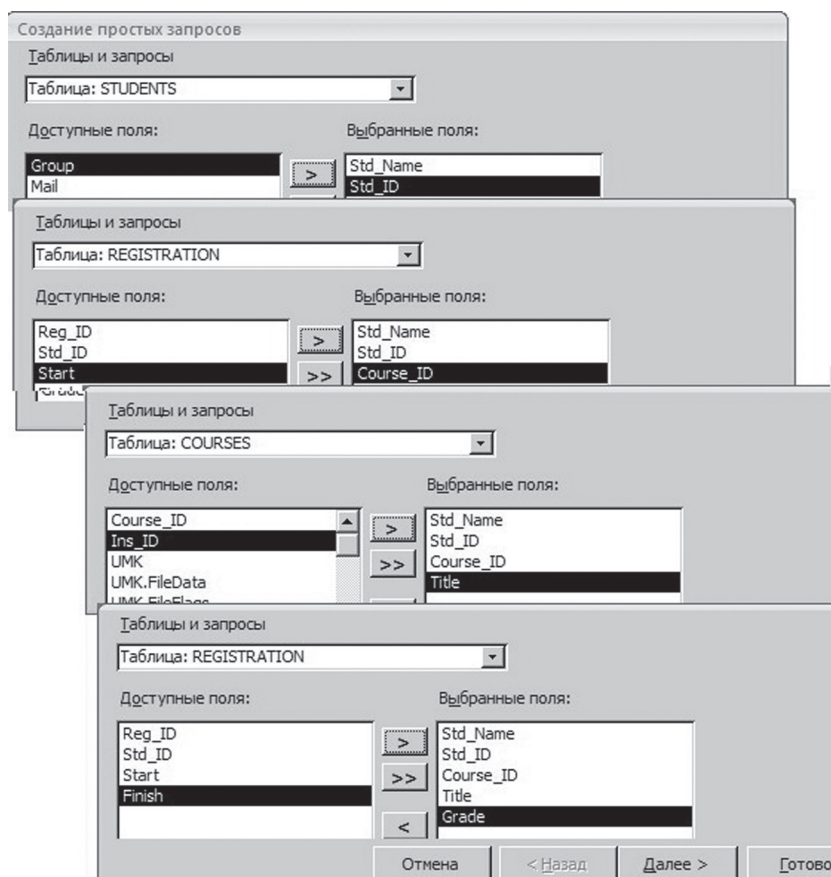 Создание простых запросов
Таблицы и запросы
Таблица: STUDENTS
Доступные поля: Выбранные поля:
Group > Std_Name
Mail Std_ID
Таблицы и запросы
Таблица: REGISTRATION
Доступные поля: Выбранные поля:
Reg_ID > Std_Name
Std_ID Std_ID
Start >> Course_ID
Таблицы и запросы
Таблица: COURSES
Доступные поля: Выбранные поля:
Course_ID > Std_Name
Ins_ID Std_ID
UMK >> Course_ID
UMK.FileData Title
UMK.FileFlags
Таблицы и запросы
Таблица: REGISTRATION
Доступные поля: Выбранные поля:
Reg_ID > Std_Name
Std_ID Std_ID
Start >> Course_ID
Finish Title
< Grade
Отмена < Назад Далее > Готово